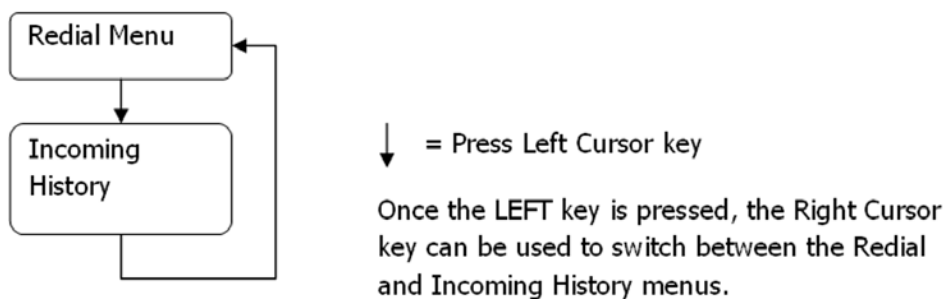 Redial Menu
Incoming
History
= Press Left Cursor key
Once the LEFT key is pressed, the Right Cursor
key can be used to switch between the Redial
and Incoming History menus.